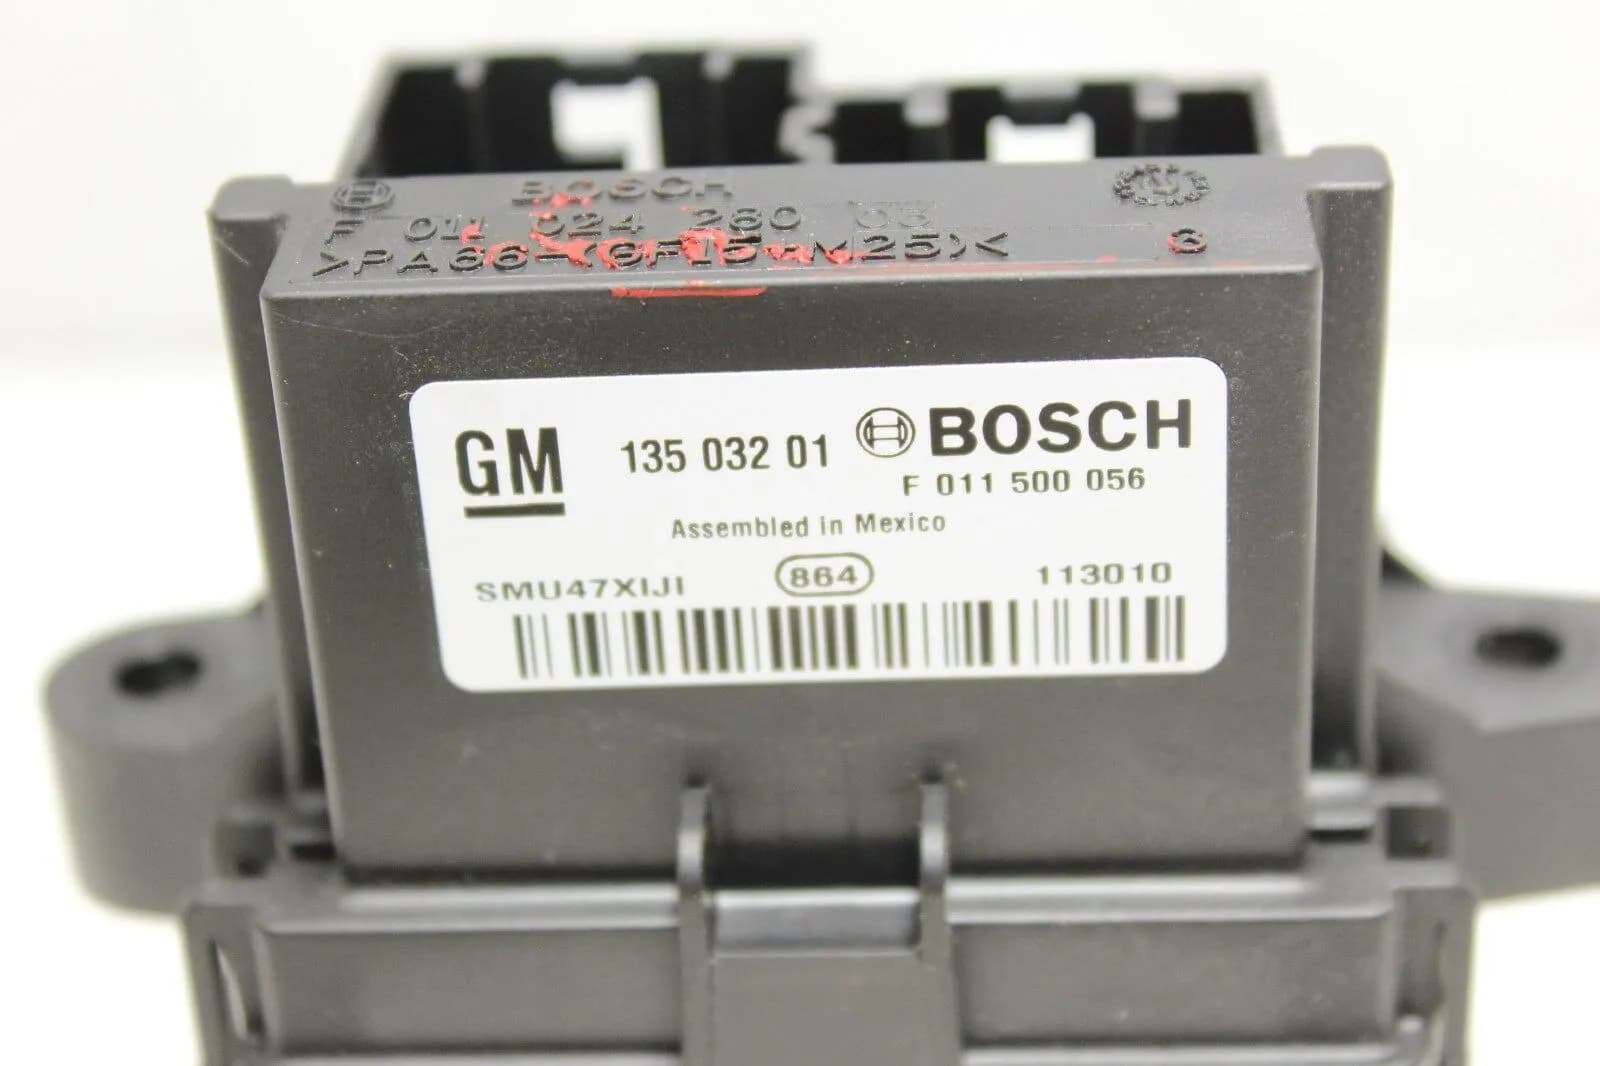 BOSCH
F 011 024 280 03
>PA66-(GF15+M25)<
3
GM 135 032 01 BOSCH
F 011 500 056
Assembled in Mexico
SMU47XIJI 864 113010